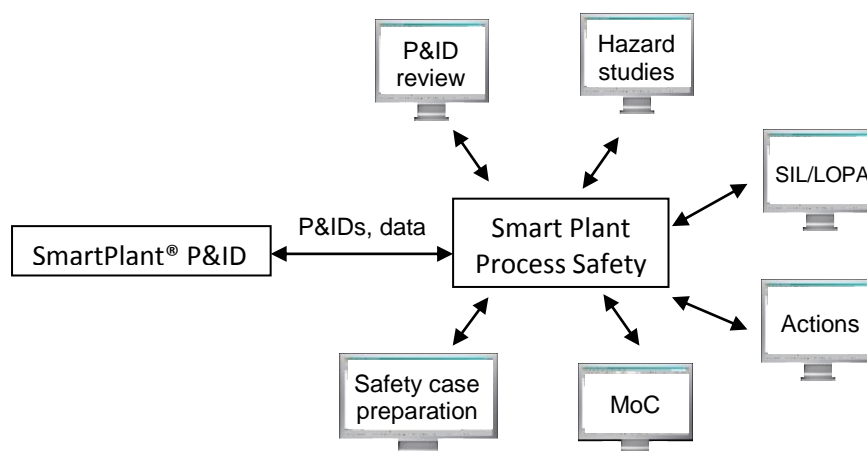 P&ID
review
Hazard
studies
SIL/LOPA
P&IDs, data
SmartPlant® P&ID
Smart Plant
Process Safety
Actions
Safety case
preparation
MoC